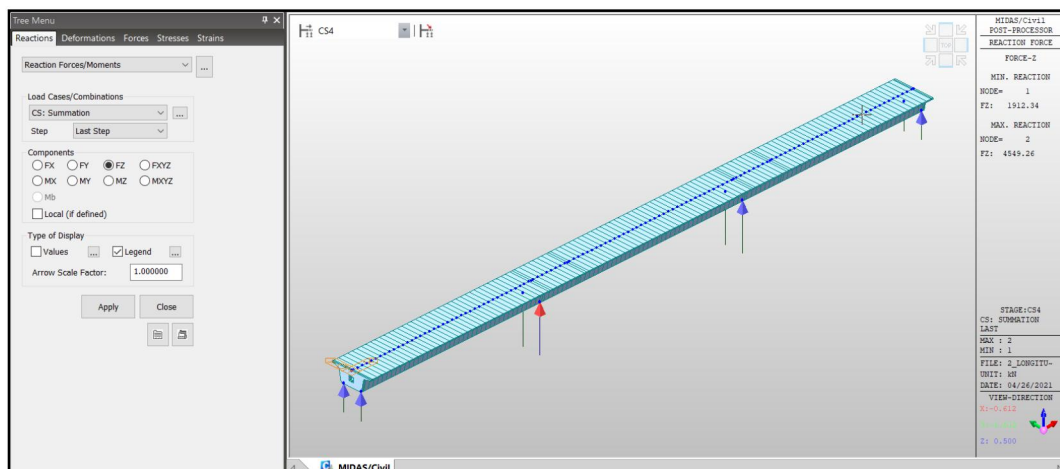 Tree Menu
Reactions Deformations Forces Stresses Strains
Reaction Forces/Moments
...
Load Cases/Combinations
CS: Summation
...
Step Last Step
Components
FX FY FZ FXYZ
MX MY MZ MXYZ
Mb
Local (if defined)
Type of Display
Values ... Legend ...
Arrow Scale Factor: 1.000000
Apply Close
CS4
TOP
MIDAS/Civil
MIDAS/Civil
POST-PROCESSOR
REACTION FORCE
FORCE-Z
MIN. REACTION
NODE= 1
FZ: 1912.34
MAX. REACTION
NODE= 2
FZ: 4549.26
STAGE:CS4
CS: SUMMATION
LAST
MAX : 2
MIN : 1
FILE: 2_LONGITU~
UNIT: kN
DATE: 04/26/2021
VIEW-DIRECTION
X:-0.612
Z: 0.500